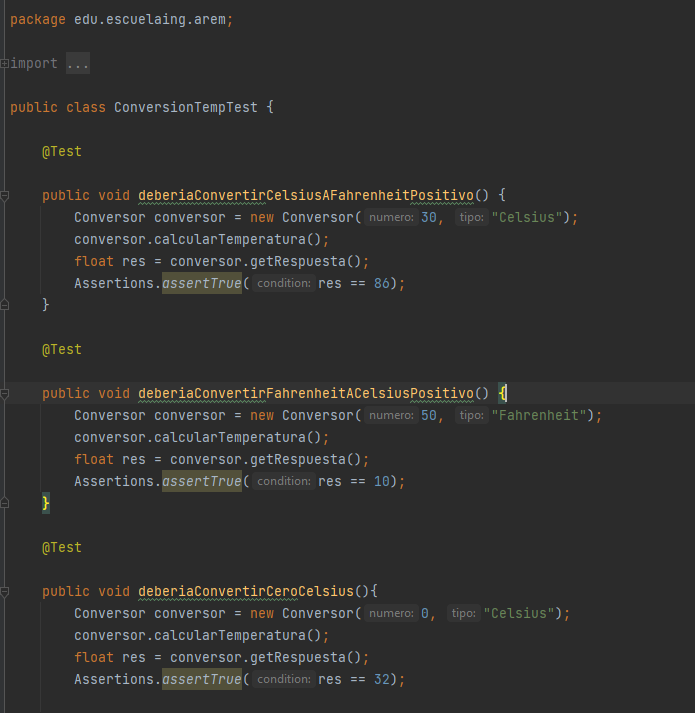 package edu.escuelaing.arem;
import ...
public class ConversionTempTest {
@Test
public void deberiaConvertirCelsiusAFahrenheitPositivo() {
Conversor conversor = new Conversor( numero: 30, tipo: "Celsius");
conversor.calcularTemperatura();
float res = conversor.getRespuesta();
Assertions.assertTrue( condition: res == 86);
}
@Test
public void deberiaConvertirFahrenheitACelsiusPositivo() {
Conversor conversor = new Conversor( numero: 50, tipo: "Fahrenheit");
conversor.calcularTemperatura();
float res = conversor.getRespuesta();
Assertions.assertTrue( condition: res == 10);
}
@Test
public void deberiaConvertirCeroCelsius(){
Conversor conversor = new Conversor( numero: 0, tipo: "Celsius");
conversor.calcularTemperatura();
float res = conversor.getRespuesta();
Assertions.assertTrue( condition: res == 32);